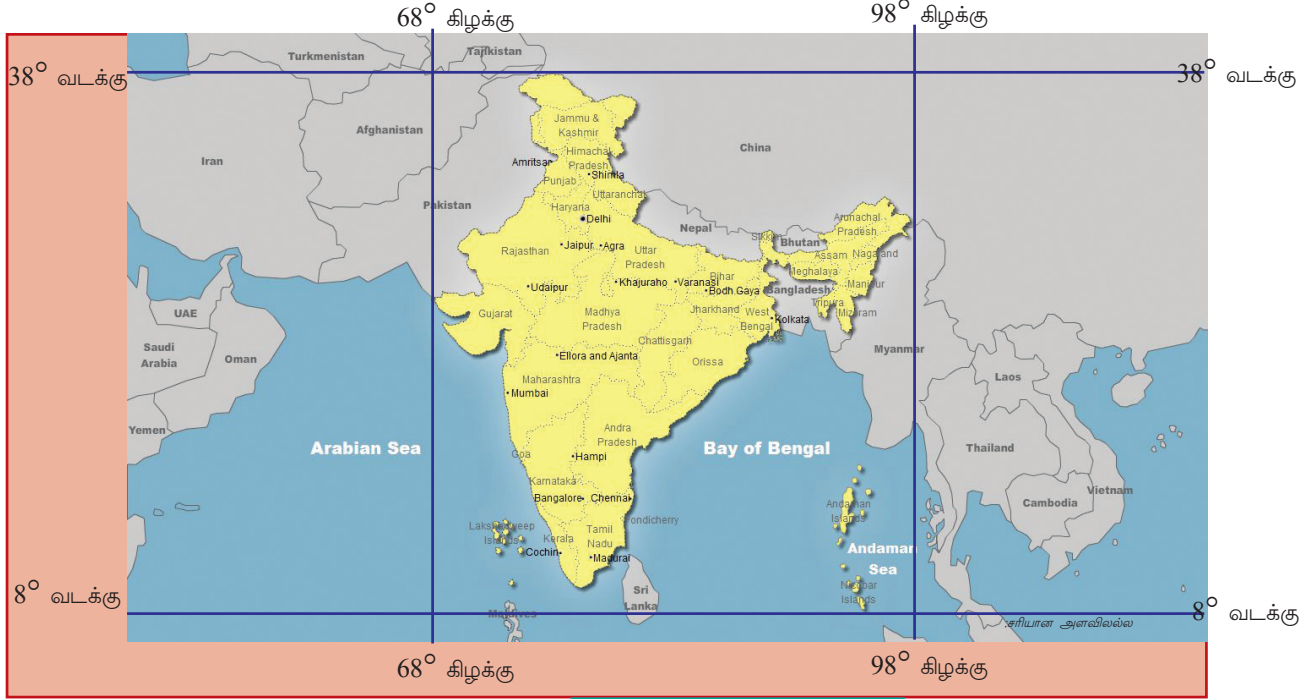 68° கிழக்கு
98° கிழக்கு
38° வடக்கு
38° வடக்கு
Turkmenistan
Tajikistan
Afghanistan
Iran
China
Pakistan
Jammu &
Kashmir
Himachal
Pradesh
Amritsar
Shimla
Punjab
Uttaranchal
Haryana
Delhi
Nepal
Sikkim
Bhutan
Arunachal
Pradesh
Rajasthan
Jaipur
Agra
Uttar
Pradesh
Assam
Nagaland
Meghalaya
Bihar
Khajuraho
Varanasi
Udaipur
Bodh Gaya
Bangladesh
Manipur
Tripura
Mizoram
UAE
Gujarat
Madhya
Pradesh
Jharkhand
West
Bengal
Kolkata
Chattisgarh
Saudi
Arabia
Oman
Ellora and Ajanta
Orissa
Myanmar
Laos
Maharashtra
Mumbai
Yemen
Andra
Pradesh
Arabian Sea
Bay of Bengal
Thailand
Goa
Hampi
Karnataka
Bangalore
Chennai
Cambodia
Vietnam
Andaman
Islands
Pondicherry
Lakshadweep
Islands
Kerala
Tamil
Nadu
Cochin
Madurai
Andaman
Sea
Sri
Lanka
Nicobar
Islands
Maldives
8° வடக்கு
8° வடக்கு
:சரியான அளவிலல்ல
68° கிழக்கு
98° கிழக்கு